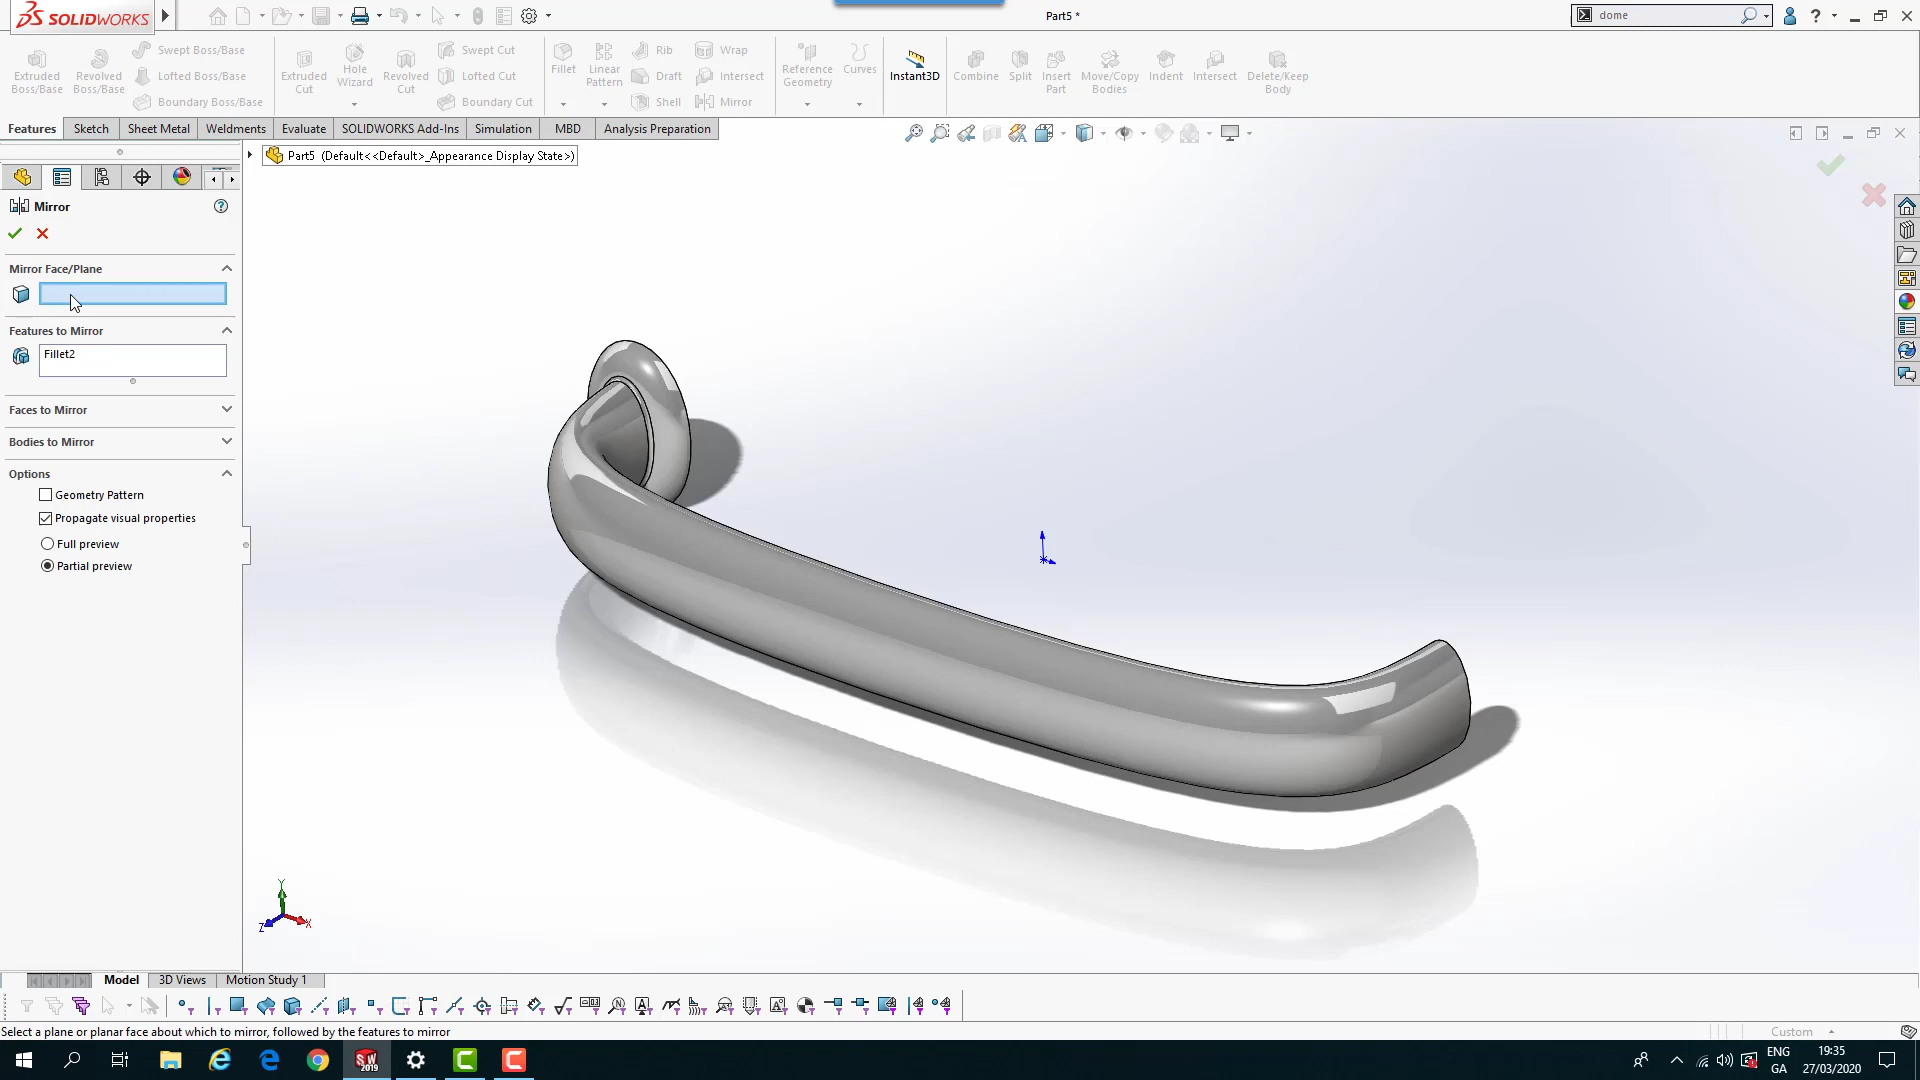 SOLIDWORKS
Part5 *
dome
Extruded Boss/Base
Revolved Boss/Base
Swept Boss/Base
Lofted Boss/Base
Boundary Boss/Base
Extruded Cut
Hole Wizard
Revolved Cut
Swept Cut
Lofted Cut
Boundary Cut
Fillet
Linear Pattern
Rib
Draft
Shell
Wrap
Intersect
Mirror
Reference Geometry
Curves
Instant3D
Combine
Split
Insert Part
Move/Copy Bodies
Indent
Intersect
Delete/Keep Body
Features
Sketch
Sheet Metal
Weldments
Evaluate
SOLIDWORKS Add-Ins
Simulation
MBD
Analysis Preparation
Part5 (Default<<Default>_Appearance Display State>)
Mirror
Mirror Face/Plane
Features to Mirror
Fillet2
Faces to Mirror
Bodies to Mirror
Options
Geometry Pattern
Propagate visual properties
Full preview
Partial preview
Y
Z
X
Model
3D Views
Motion Study 1
Select a plane or planar face about which to mirror, followed by the features to mirror
Custom
SW
2019
ENG
GA
19:35
27/03/2020